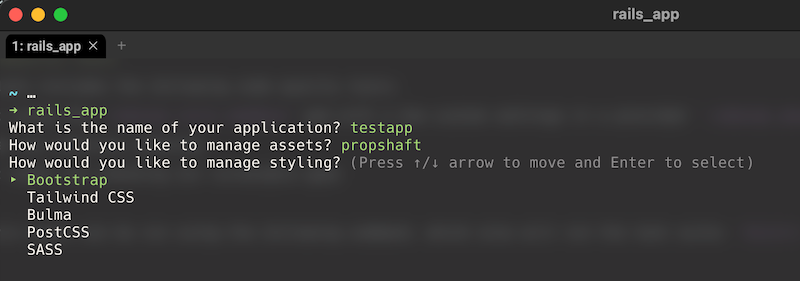 rails_app
1: rails_app ✕ +
~ …
➜ rails_app
What is the name of your application? testapp
How would you like to manage assets? propshaft
How would you like to manage styling? (Press ↑/↓ arrow to move and Enter to select)
‣ Bootstrap
Tailwind CSS
Bulma
PostCSS
SASS